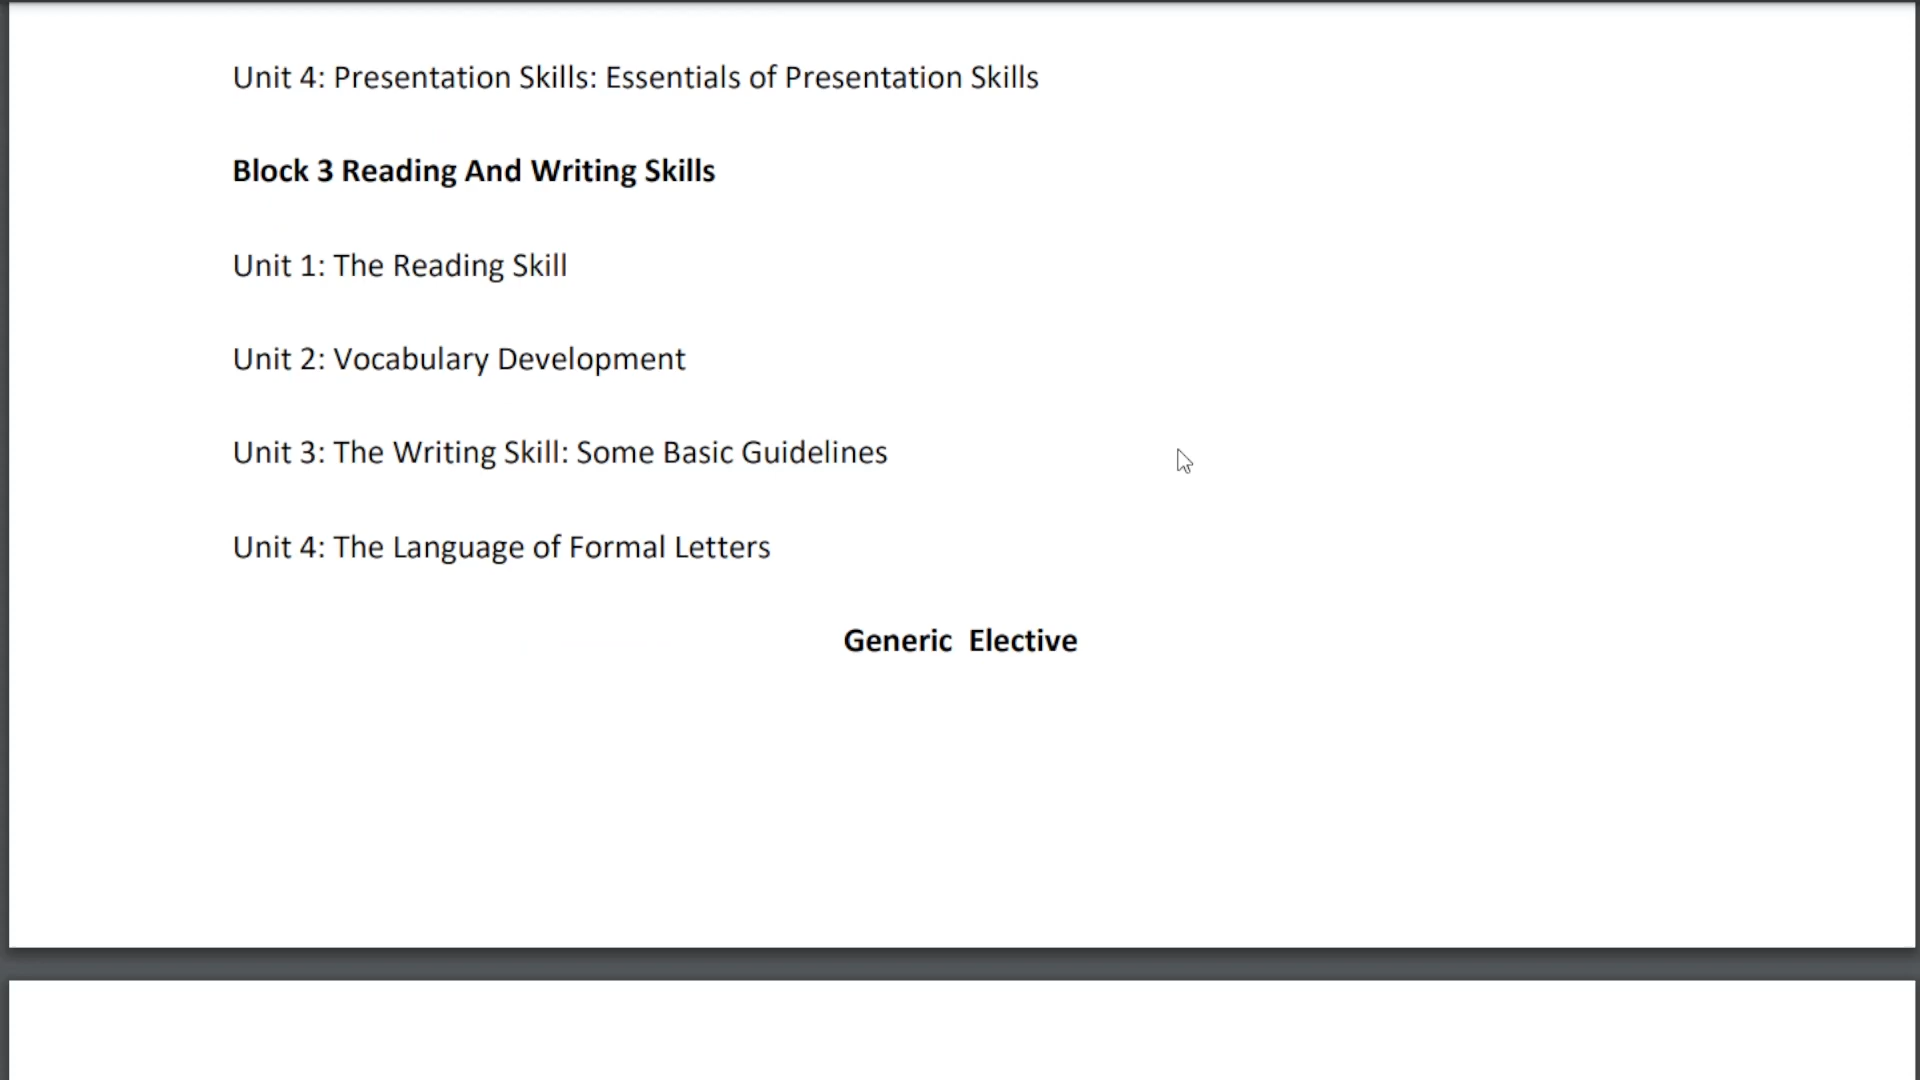 Unit 4: Presentation Skills: Essentials of Presentation Skills
Block 3 Reading And Writing Skills
Unit 1: The Reading Skill
Unit 2: Vocabulary Development
Unit 3: The Writing Skill: Some Basic Guidelines
Unit 4: The Language of Formal Letters
Generic  Elective